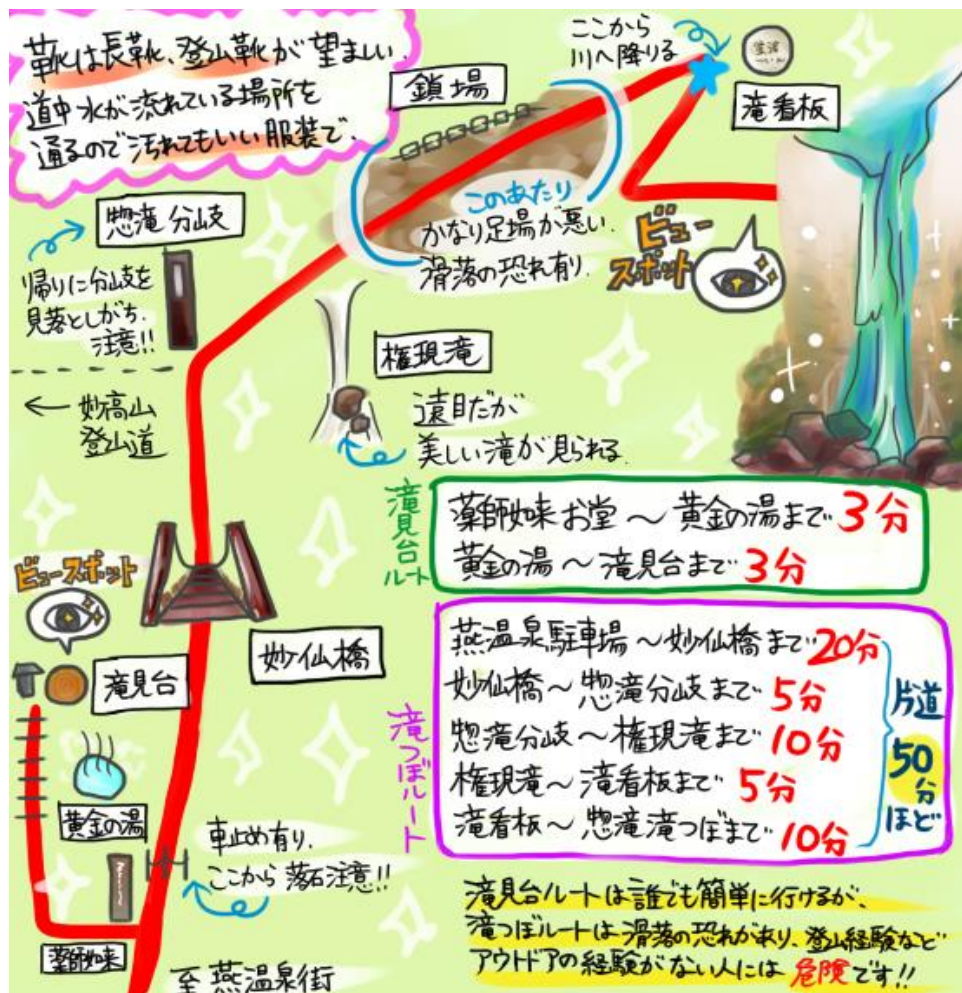 靴は長靴、登山靴が望ましい.
道中水が流れている場所を
通るので汚れてもいい服装で.
ここから
川へ降りる
滝看板
鎖場
このあたり
かなり足場が悪い.
滑落の恐れ有り.
ビュー
スポット
惣滝分岐
帰りに分岐を
見落としがち.
注意!!
← 妙高山
登山道
権現滝
遠目だが
美しい滝が見られる.
滝見台
ルート
薬師如来お堂〜黄金の湯まで3分
黄金の湯〜滝見台まで3分
ビュースポット
滝見台
妙仙橋
滝つぼルート
燕温泉駐車場〜妙仙橋まで20分
妙仙橋〜惣滝分岐まで5分
惣滝分岐〜権現滝まで10分
権現滝〜滝看板まで5分
滝看板〜惣滝滝つぼまで10分
片道
50
分
ほど
黄金の湯
車止め有り.
ここから落石注意!!
薬師如来
至燕温泉街
滝見台ルートは誰でも簡単に行けるが、
滝つぼルートは滑落の恐れがあり、登山経験など
アウトドアの経験がない人には危険です!!